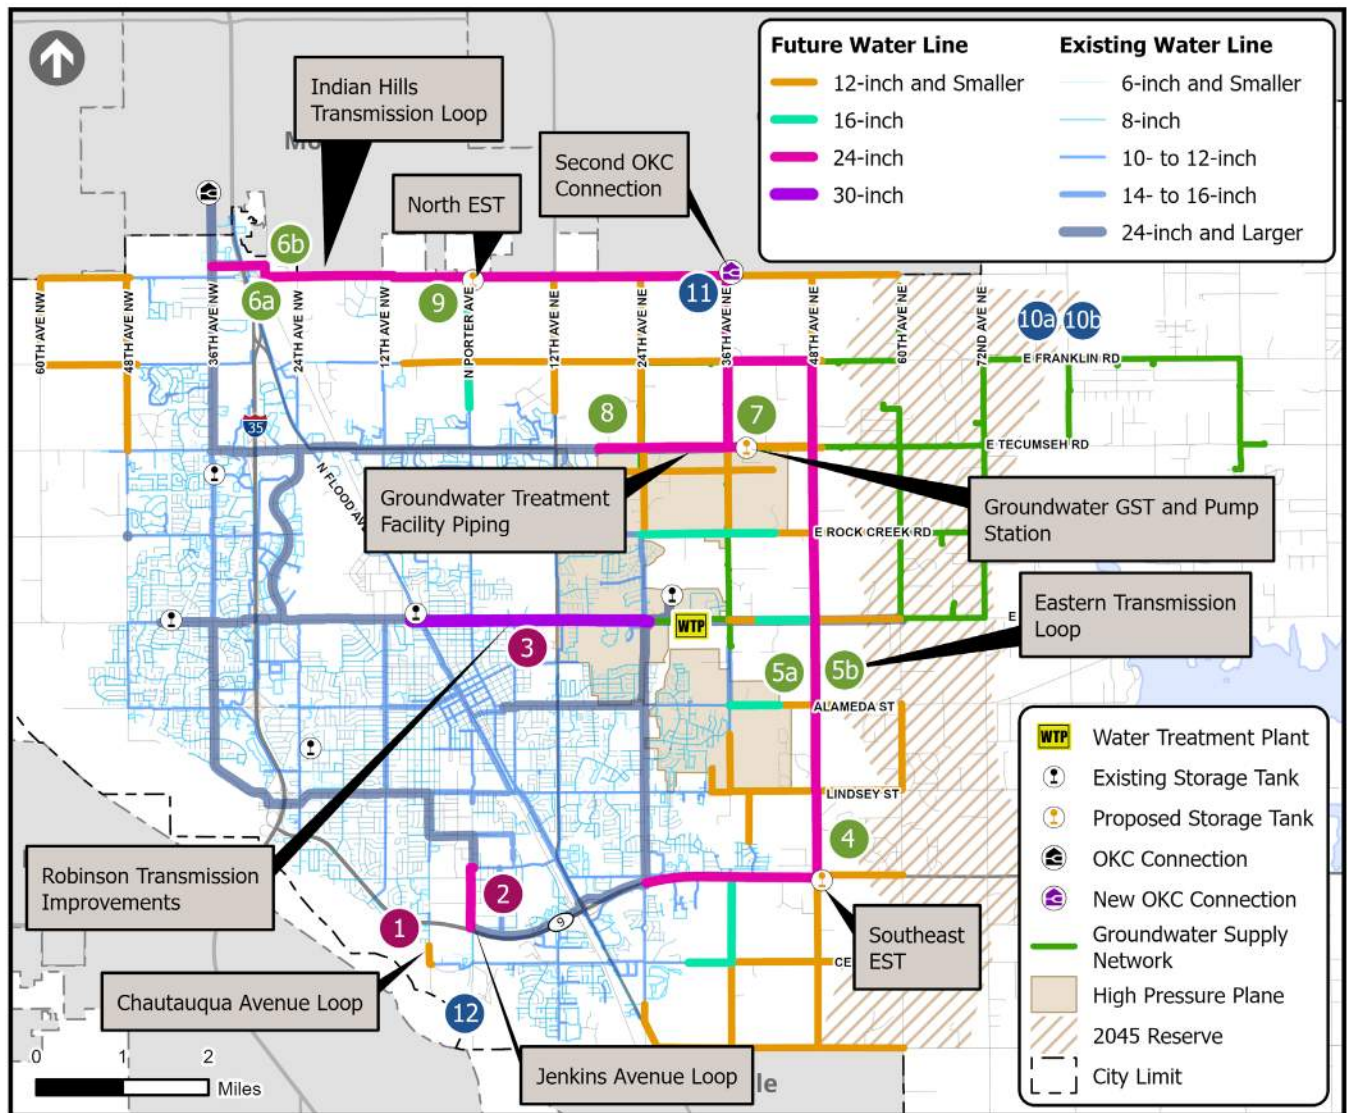 Future Water Line
12-inch and Smaller
16-inch
24-inch
30-inch
Existing Water Line
6-inch and Smaller
8-inch
10- to 12-inch
14- to 16-inch
24-inch and Larger
Indian Hills
Transmission Loop
Second OKC
Connection
North EST
6b
6a
9
11
10a
10b
60TH AVE NW
48TH AVE NW
36TH AVE NW
24TH AVE NW
12TH AVE NW
N PORTER AVE
12TH AVE NE
24TH AVE NE
36TH AVE NE
48TH AVE NE
60TH AVE NE
72ND AVE NE
E FRANKLIN RD
8
7
35
E TECUMSEH RD
N FLOOD AV
Groundwater Treatment
Facility Piping
Groundwater GST and Pump
Station
E ROCK CREEK RD
Eastern Transmission
Loop
E
WTP
3
5a
5b
ALAMEDA ST
LINDSEY ST
4
Robinson Transmission
Improvements
2
1
9
Southeast
EST
CE
Chautauqua Avenue Loop
12
Jenkins Avenue Loop
le
0 1 2
Miles
WTP
Water Treatment Plant
Existing Storage Tank
Proposed Storage Tank
OKC Connection
New OKC Connection
Groundwater Supply
Network
High Pressure Plane
2045 Reserve
City Limit